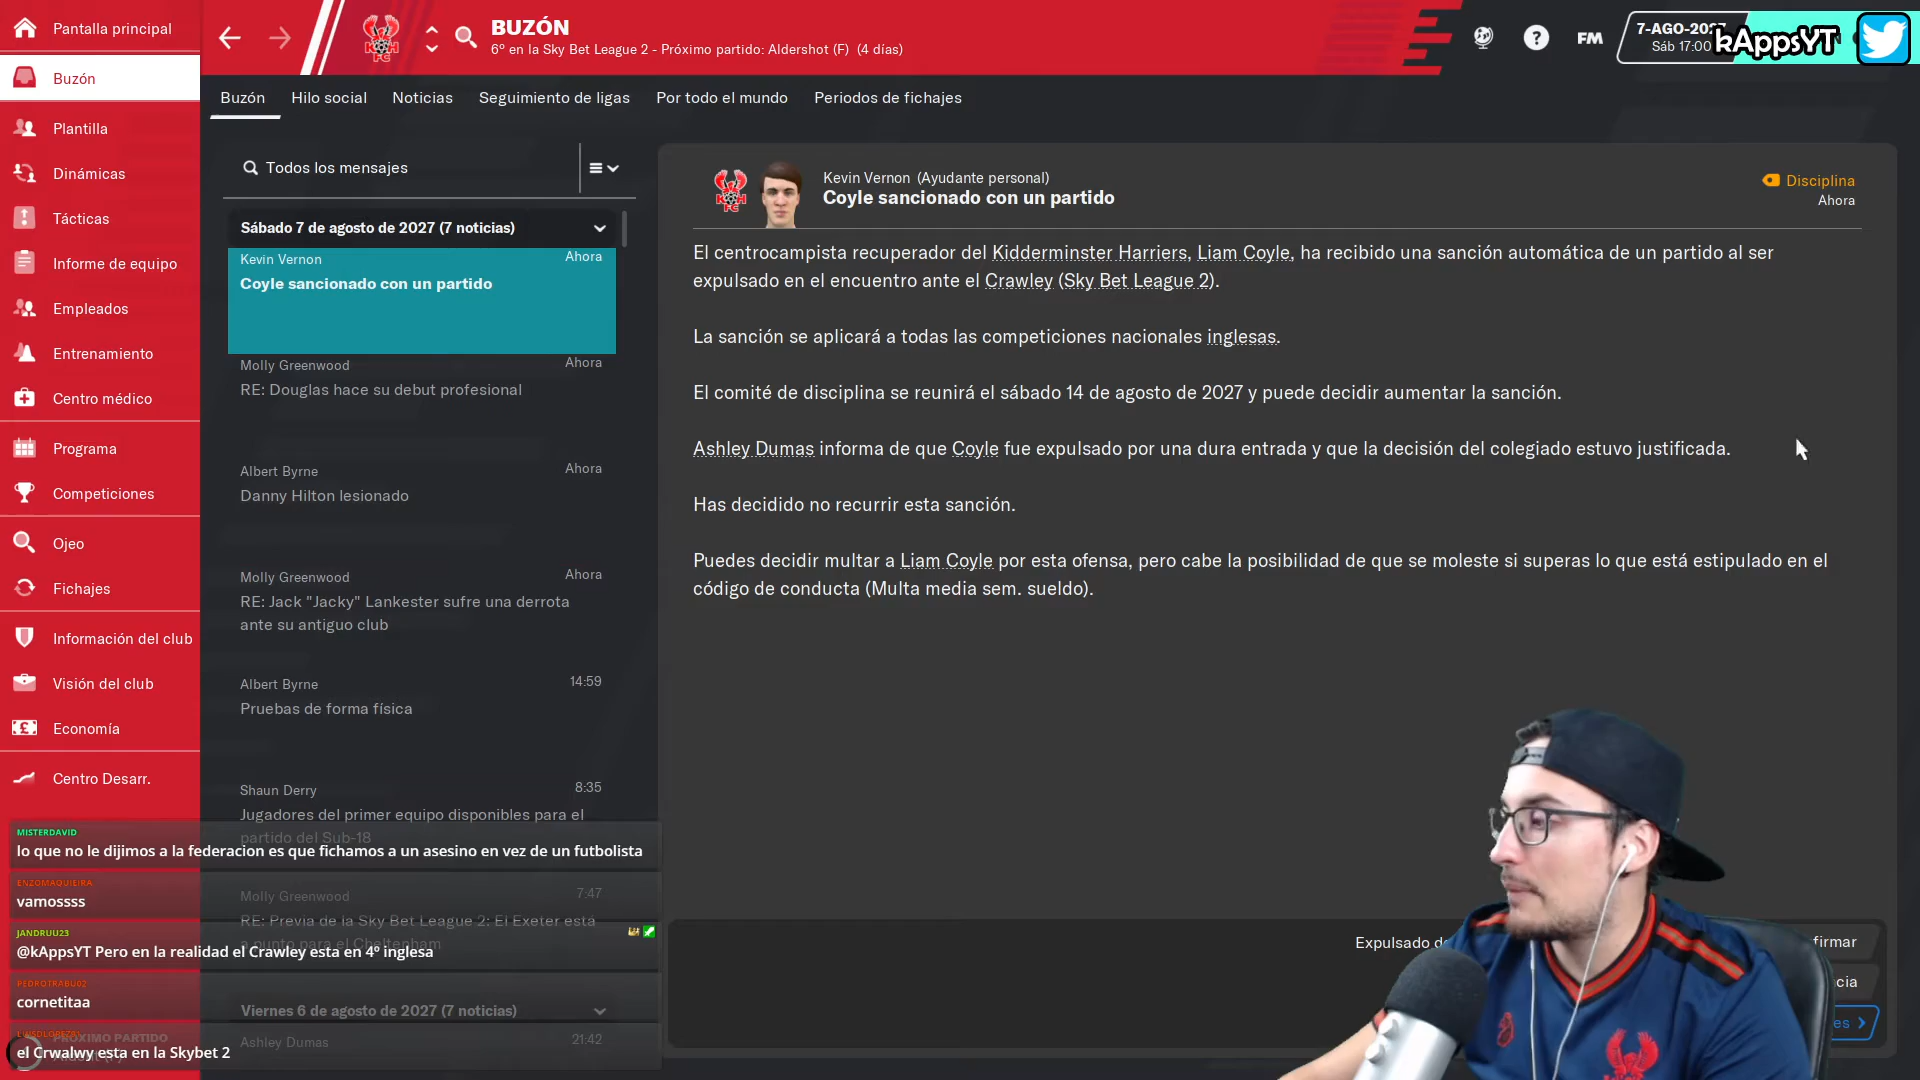 Pantalla principal
Buzón
Plantilla
Dinámicas
Tácticas
Informe de equipo
Empleados
Entrenamiento
Centro médico
Programa
Competiciones
Ojeo
Fichajes
Información del club
Visión del club
Economía
Centro Desarr.
BUZÓN
6º en la Sky Bet League 2 - Próximo partido: Aldershot (F) (4 días)
FM
7-AGO-2027
Sáb 17:00
kAppsYT
Buzón Hilo social Noticias Seguimiento de ligas Por todo el mundo Periodos de fichajes
Todos los mensajes
Sábado 7 de agosto de 2027 (7 noticias)
Kevin Vernon Ahora
Coyle sancionado con un partido
Molly Greenwood Ahora
RE: Douglas hace su debut profesional
Albert Byrne Ahora
Danny Hilton lesionado
Molly Greenwood Ahora
RE: Jack "Jacky" Lankester sufre una derrota
ante su antiguo club
Albert Byrne 14:59
Pruebas de forma física
Shaun Derry 8:35
Jugadores del primer equipo disponibles para el
partido del Sub-18
Molly Greenwood 7:47
RE: Previa de la Sky Bet League 2: El Exeter está
a punto para el Cheltenham
Viernes 6 de agosto de 2027 (7 noticias)
Ashley Dumas 21:42
Kevin Vernon (Ayudante personal)
Coyle sancionado con un partido
Disciplina
Ahora
El centrocampista recuperador del Kidderminster Harriers, Liam Coyle, ha recibido una sanción automática de un partido al ser
expulsado en el encuentro ante el Crawley (Sky Bet League 2).
La sanción se aplicará a todas las competiciones nacionales inglesas.
El comité de disciplina se reunirá el sábado 14 de agosto de 2027 y puede decidir aumentar la sanción.
Ashley Dumas informa de que Coyle fue expulsado por una dura entrada y que la decisión del colegiado estuvo justificada.
Has decidido no recurrir esta sanción.
Puedes decidir multar a Liam Coyle por esta ofensa, pero cabe la posibilidad de que se moleste si superas lo que está estipulado en el
código de conducta (Multa media sem. sueldo).
Expulsado
firmar
cia
es
MISTERDAVID
lo que no le dijimos a la federacion es que fichamos a un asesino en vez de un futbolista
ENZOMAQUIEIRA
vamossss
JANDRUU23
@kAppsYT Pero en la realidad el Crawley esta en 4º inglesa
PEDROTRABU02
cornetitaa
PRÓXIMO PARTIDO
el Crwalwy esta en la Skybet 2